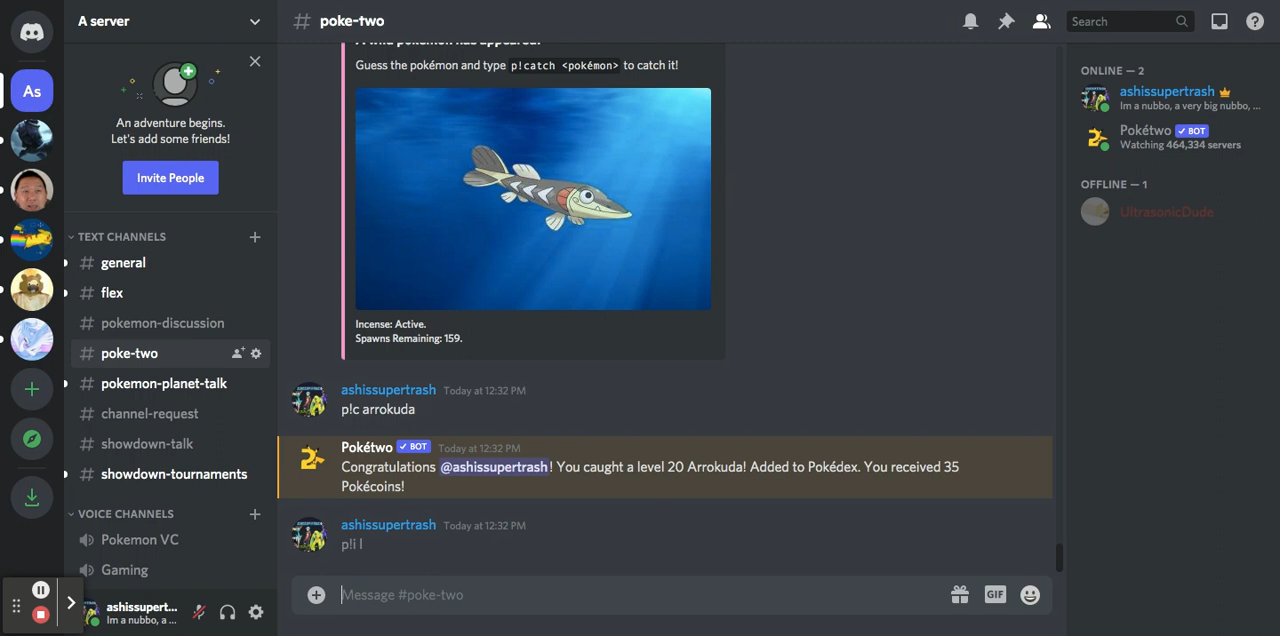 A server
# poke-two
Search
An adventure begins.
Let's add some friends!
Invite People
TEXT CHANNELS
# general
# flex
# pokemon-discussion
# poke-two
# pokemon-planet-talk
# channel-request
# showdown-talk
# showdown-tournaments
VOICE CHANNELS
Pokemon VC
Gaming
ashissupert...
Im a nubbo, a ...
As
A wild pokémon has appeared!
Guess the pokémon and type p!catch <pokémon> to catch it!
Incense: Active.
Spawns Remaining: 159.
ashissupertrash Today at 12:32 PM
p!c arrokuda
Pokétwo ✓ BOT Today at 12:32 PM
Congratulations @ashissupertrash! You caught a level 20 Arrokuda! Added to Pokédex. You received 35
Pokécoins!
ashissupertrash Today at 12:32 PM
p!i l
Message #poke-two
GIF
ONLINE — 2
ashissupertrash
Im a nubbo, a very big nubbo, ...
Pokétwo ✓ BOT
Watching 464,334 servers
OFFLINE — 1
UltrasonicDude